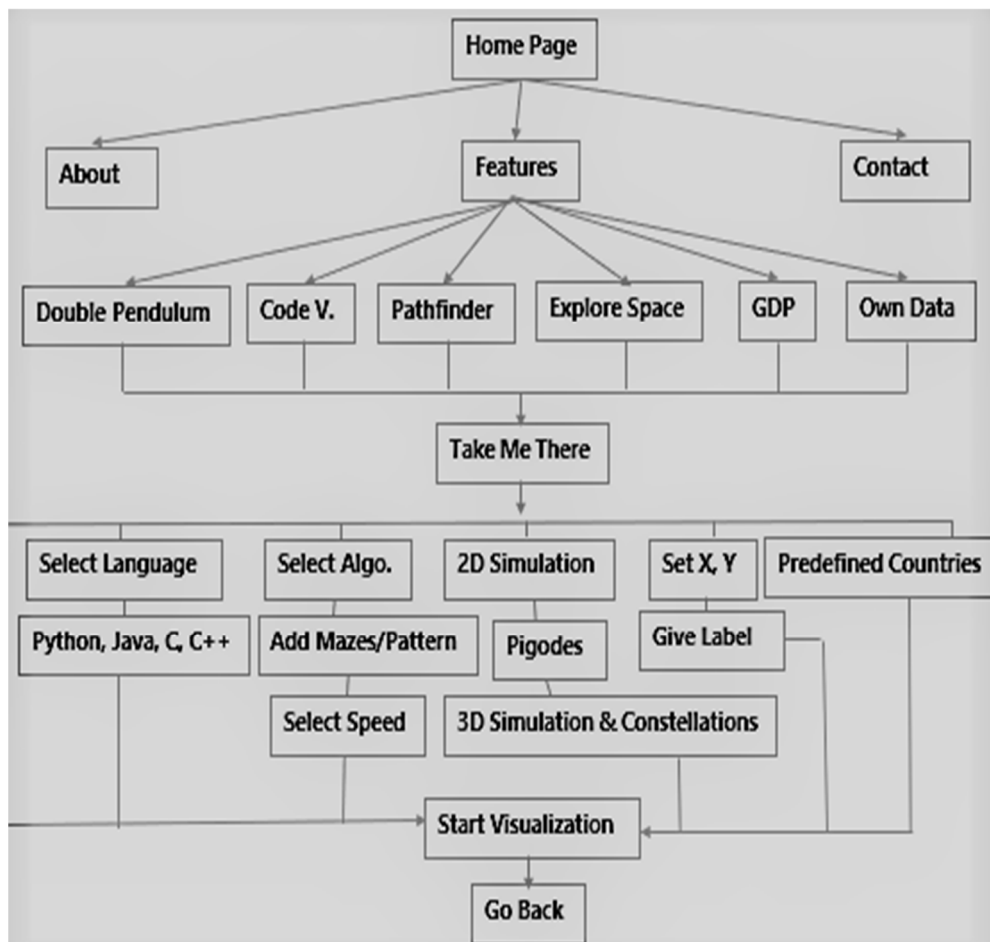 Home Page
About
Features
Contact
Double Pendulum
Code V.
Pathfinder
Explore Space
GDP
Own Data
Take Me There
Select Language
Select Algo.
2D Simulation
Set X, Y
Predefined Countries
Python, Java, C, C++
Add Mazes/Pattern
Pigodes
Give Label
Select Speed
3D Simulation & Constellations
Start Visualization
Go Back